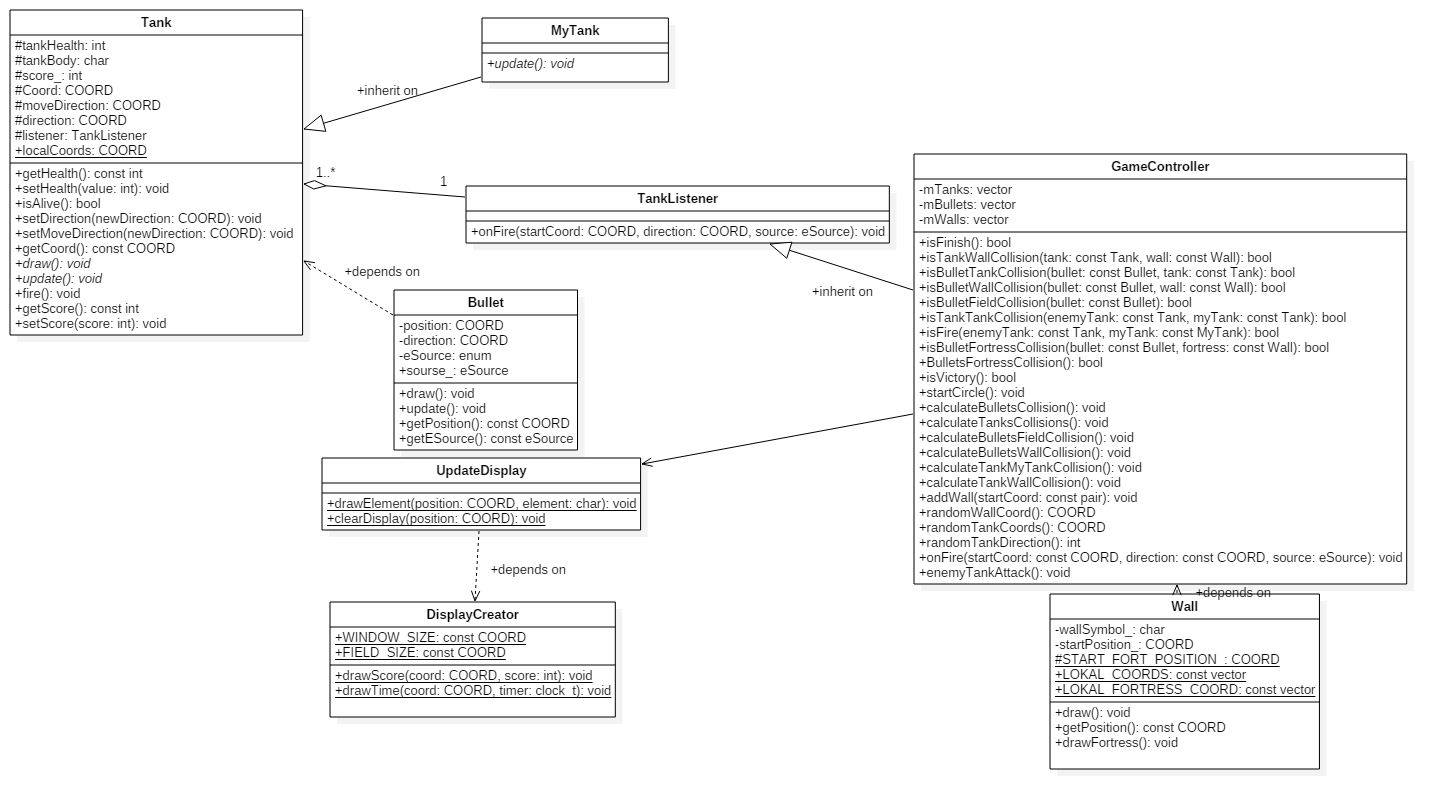 Tank
#tankHealth: int
#tankBody: char
#score_: int
#Coord: COORD
#moveDirection: COORD
#direction: COORD
#listener: TankListener
+localCoords: COORD
+getHealth(): const int
+setHealth(value: int): void
+isAlive(): bool
+setDirection(newDirection: COORD): void
+setMoveDirection(newDirection: COORD): void
+getCoord(): const COORD
+draw(): void
+update(): void
+fire(): void
+getScore(): const int
+setScore(score: int): void
MyTank
+update(): void
+inherit on
1..*
1
TankListener
+onFire(startCoord: COORD, direction: COORD, source: eSource): void
+inherit on
+depends on
Bullet
-position: COORD
-direction: COORD
-eSource: enum
+sourse_: eSource
+draw(): void
+update(): void
+getPosition(): const COORD
+getESource(): const eSource
UpdateDisplay
+drawElement(position: COORD, element: char): void
+clearDisplay(position: COORD): void
+depends on
DisplayCreator
+WINDOW_SIZE: const COORD
+FIELD_SIZE: const COORD
+drawScore(coord: COORD, score: int): void
+drawTime(coord: COORD, timer: clock_t): void
GameController
-mTanks: vector
-mBullets: vector
-mWalls: vector
+isFinish(): bool
+isTankWallCollision(tank: const Tank, wall: const Wall): bool
+isBulletTankCollision(bullet: const Bullet, tank: const Tank): bool
+isBulletWallCollision(bullet: const Bullet, wall: const Wall): bool
+isBulletFieldCollision(bullet: const Bullet): bool
+isTankTankCollision(enemyTank: const Tank, myTank: const Tank): bool
+isFire(enemyTank: const Tank, myTank: const MyTank): bool
+isBulletFortressCollision(bullet: const Bullet, fortress: const Wall): bool
+BulletsFortressCollision(): bool
+isVictory(): bool
+startCircle(): void
+calculateBulletsCollision(): void
+calculateTanksCollisions(): void
+calculateBulletsFieldCollision(): void
+calculateBulletsWallCollision(): void
+calculateTankMyTankCollision(): void
+calculateTankWallCollision(): void
+addWall(startCoord: const pair): void
+randomWallCoord(): COORD
+randomTankCoords(): COORD
+randomTankDirection(): int
+onFire(startCoord: const COORD, direction: const COORD, source: eSource): void
+enemyTankAttack(): void
+depends on
Wall
-wallSymbol_: char
-startPosition_: COORD
#START_FORT_POSITION_: COORD
+LOKAL_COORDS: const vector
+LOKAL_FORTRESS_COORD: const vector
+draw(): void
+getPosition(): const COORD
+drawFortress(): void